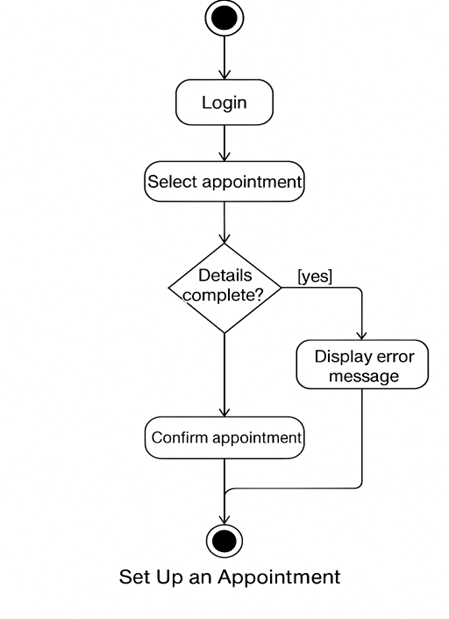 Login
Select appointment
Details
complete?
[yes]
Display error
message
Confirm appointment
Set Up an Appointment